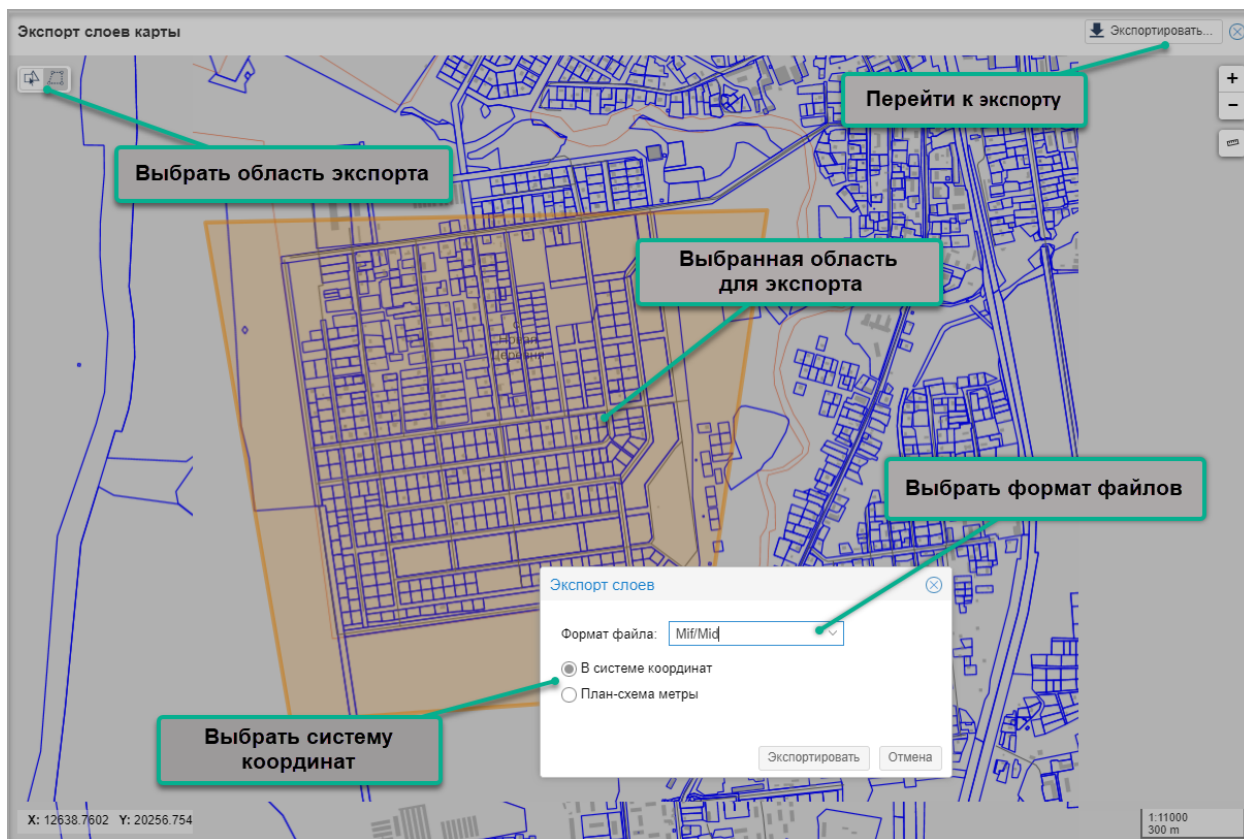 Экспорт слоев карты
Экспортировать...
Перейти к экспорту
Выбрать область экспорта
Выбранная область
для экспорта
Новая
Деревня
Выбрать формат файлов
Экспорт слоев
Формат файла:
Mif/Mid
В системе координат
План-схема метры
Выбрать систему
координат
Экспортировать
Отмена
X: 12638.7602 Y: 20256.754
1:11000
300 m